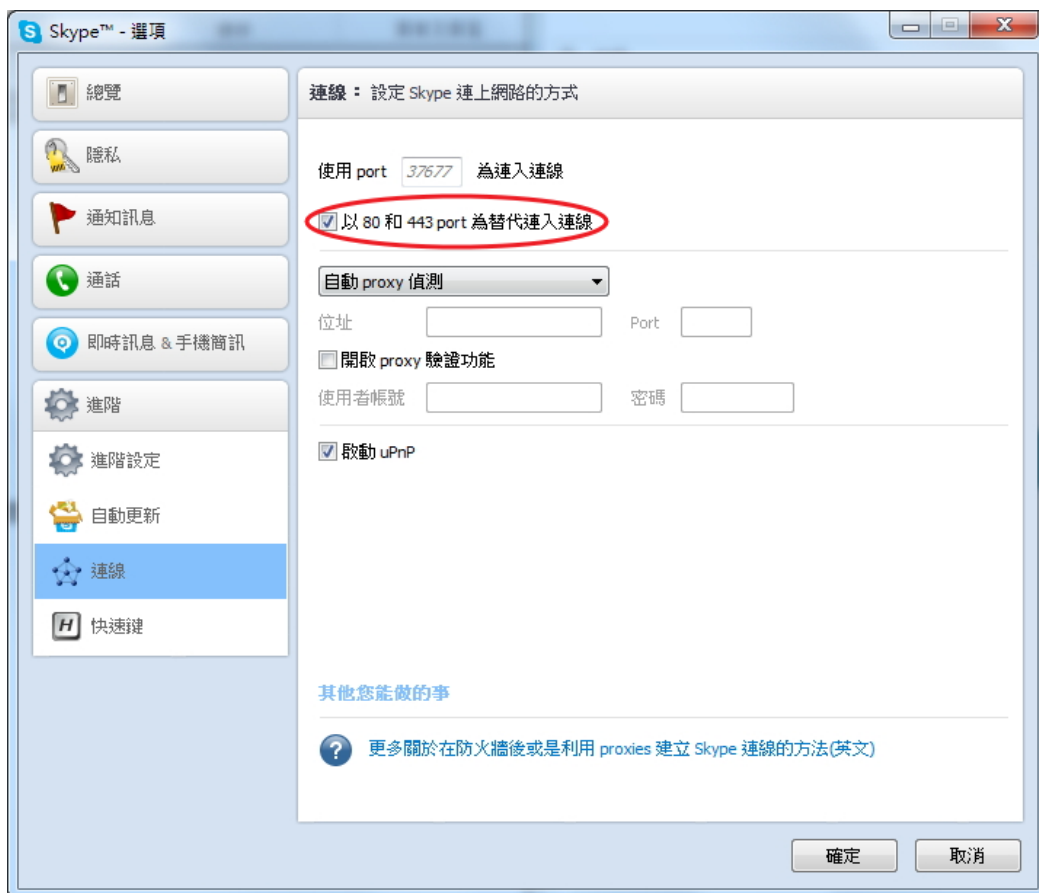 Skype™ - 選項
總覽
隱私
通知訊息
通話
即時訊息 & 手機簡訊
進階
進階設定
自動更新
連線
H 快速鍵
連線：設定 Skype 連上網路的方式
使用 port 37677 為連入連線
以 80 和 443 port 為替代連入連線
自動 proxy 偵測
位址 Port
開啟 proxy 驗證功能
使用者帳號 密碼
啟動 uPnP
其他您能做的事
? 更多關於在防火牆後或是利用 proxies 建立 Skype 連線的方法(英文)
確定 取消